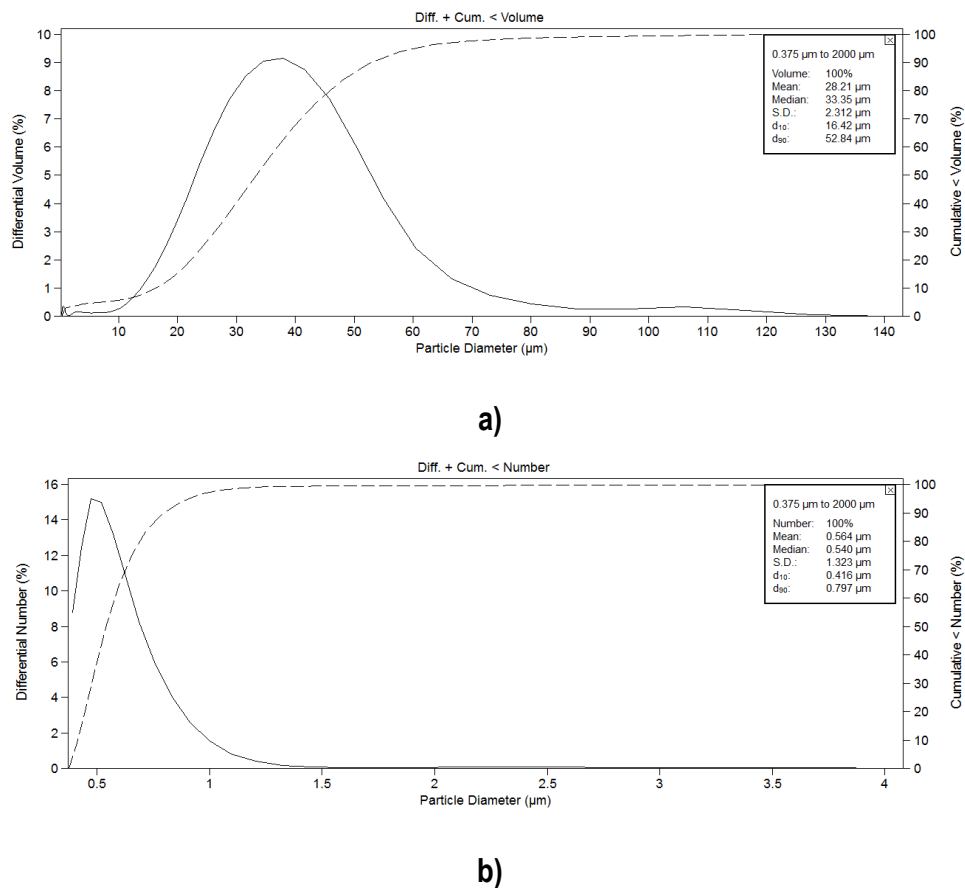 Diff. + Cum. < Volume
10
9
8
7
6
5
4
3
2
1
0
Differential Volume (%)
100
90
80
70
60
50
40
30
20
10
0
Cumulative < Volume (%)
0.375 µm to 2000 µm
Volume: 100%
Mean: 28.21 µm
Median: 33.35 µm
S.D.: 2.312 µm
d₁₀: 16.42 µm
d₉₀: 52.84 µm
10 20 30 40 50 60 70 80 90 100 110 120 130 140
Particle Diameter (µm)
a)
Diff. + Cum. < Number
16
14
12
10
8
6
4
2
0
Differential Number (%)
100
90
80
70
60
50
40
30
20
10
0
Cumulative < Number (%)
0.375 µm to 2000 µm
Number: 100%
Mean: 0.564 µm
Median: 0.540 µm
S.D.: 1.323 µm
d₁₀: 0.416 µm
d₉₀: 0.797 µm
0.5 1 1.5 2 2.5 3 3.5 4
Particle Diameter (µm)
b)